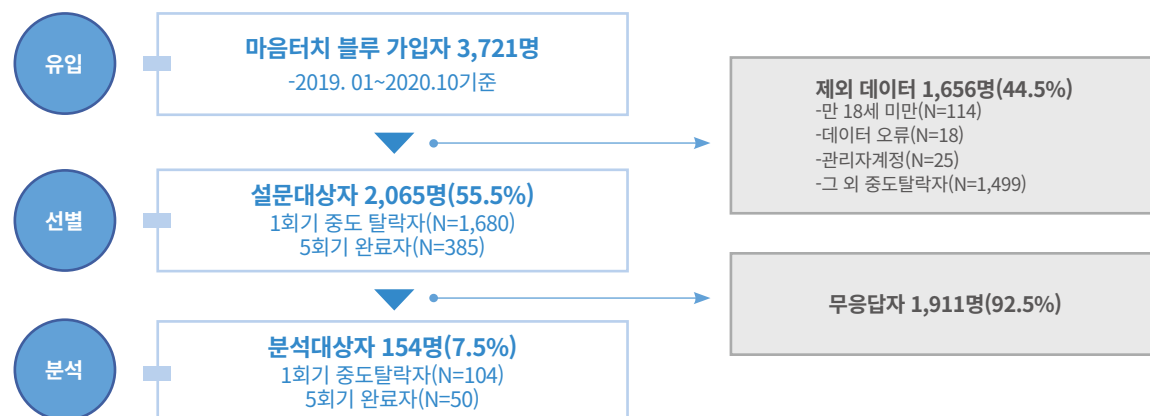 유입
마음터치 블루 가입자 3,721명
-2019. 01~2020.10기준
제외 데이터 1,656명(44.5%)
-만 18세 미만(N=114)
-데이터 오류(N=18)
-관리자계정(N=25)
-그 외 중도탈락자(N=1,499)
선별
설문대상자 2,065명(55.5%)
1회기 중도 탈락자(N=1,680)
5회기 완료자(N=385)
무응답자 1,911명(92.5%)
분석
분석대상자 154명(7.5%)
1회기 중도탈락자(N=104)
5회기 완료자(N=50)